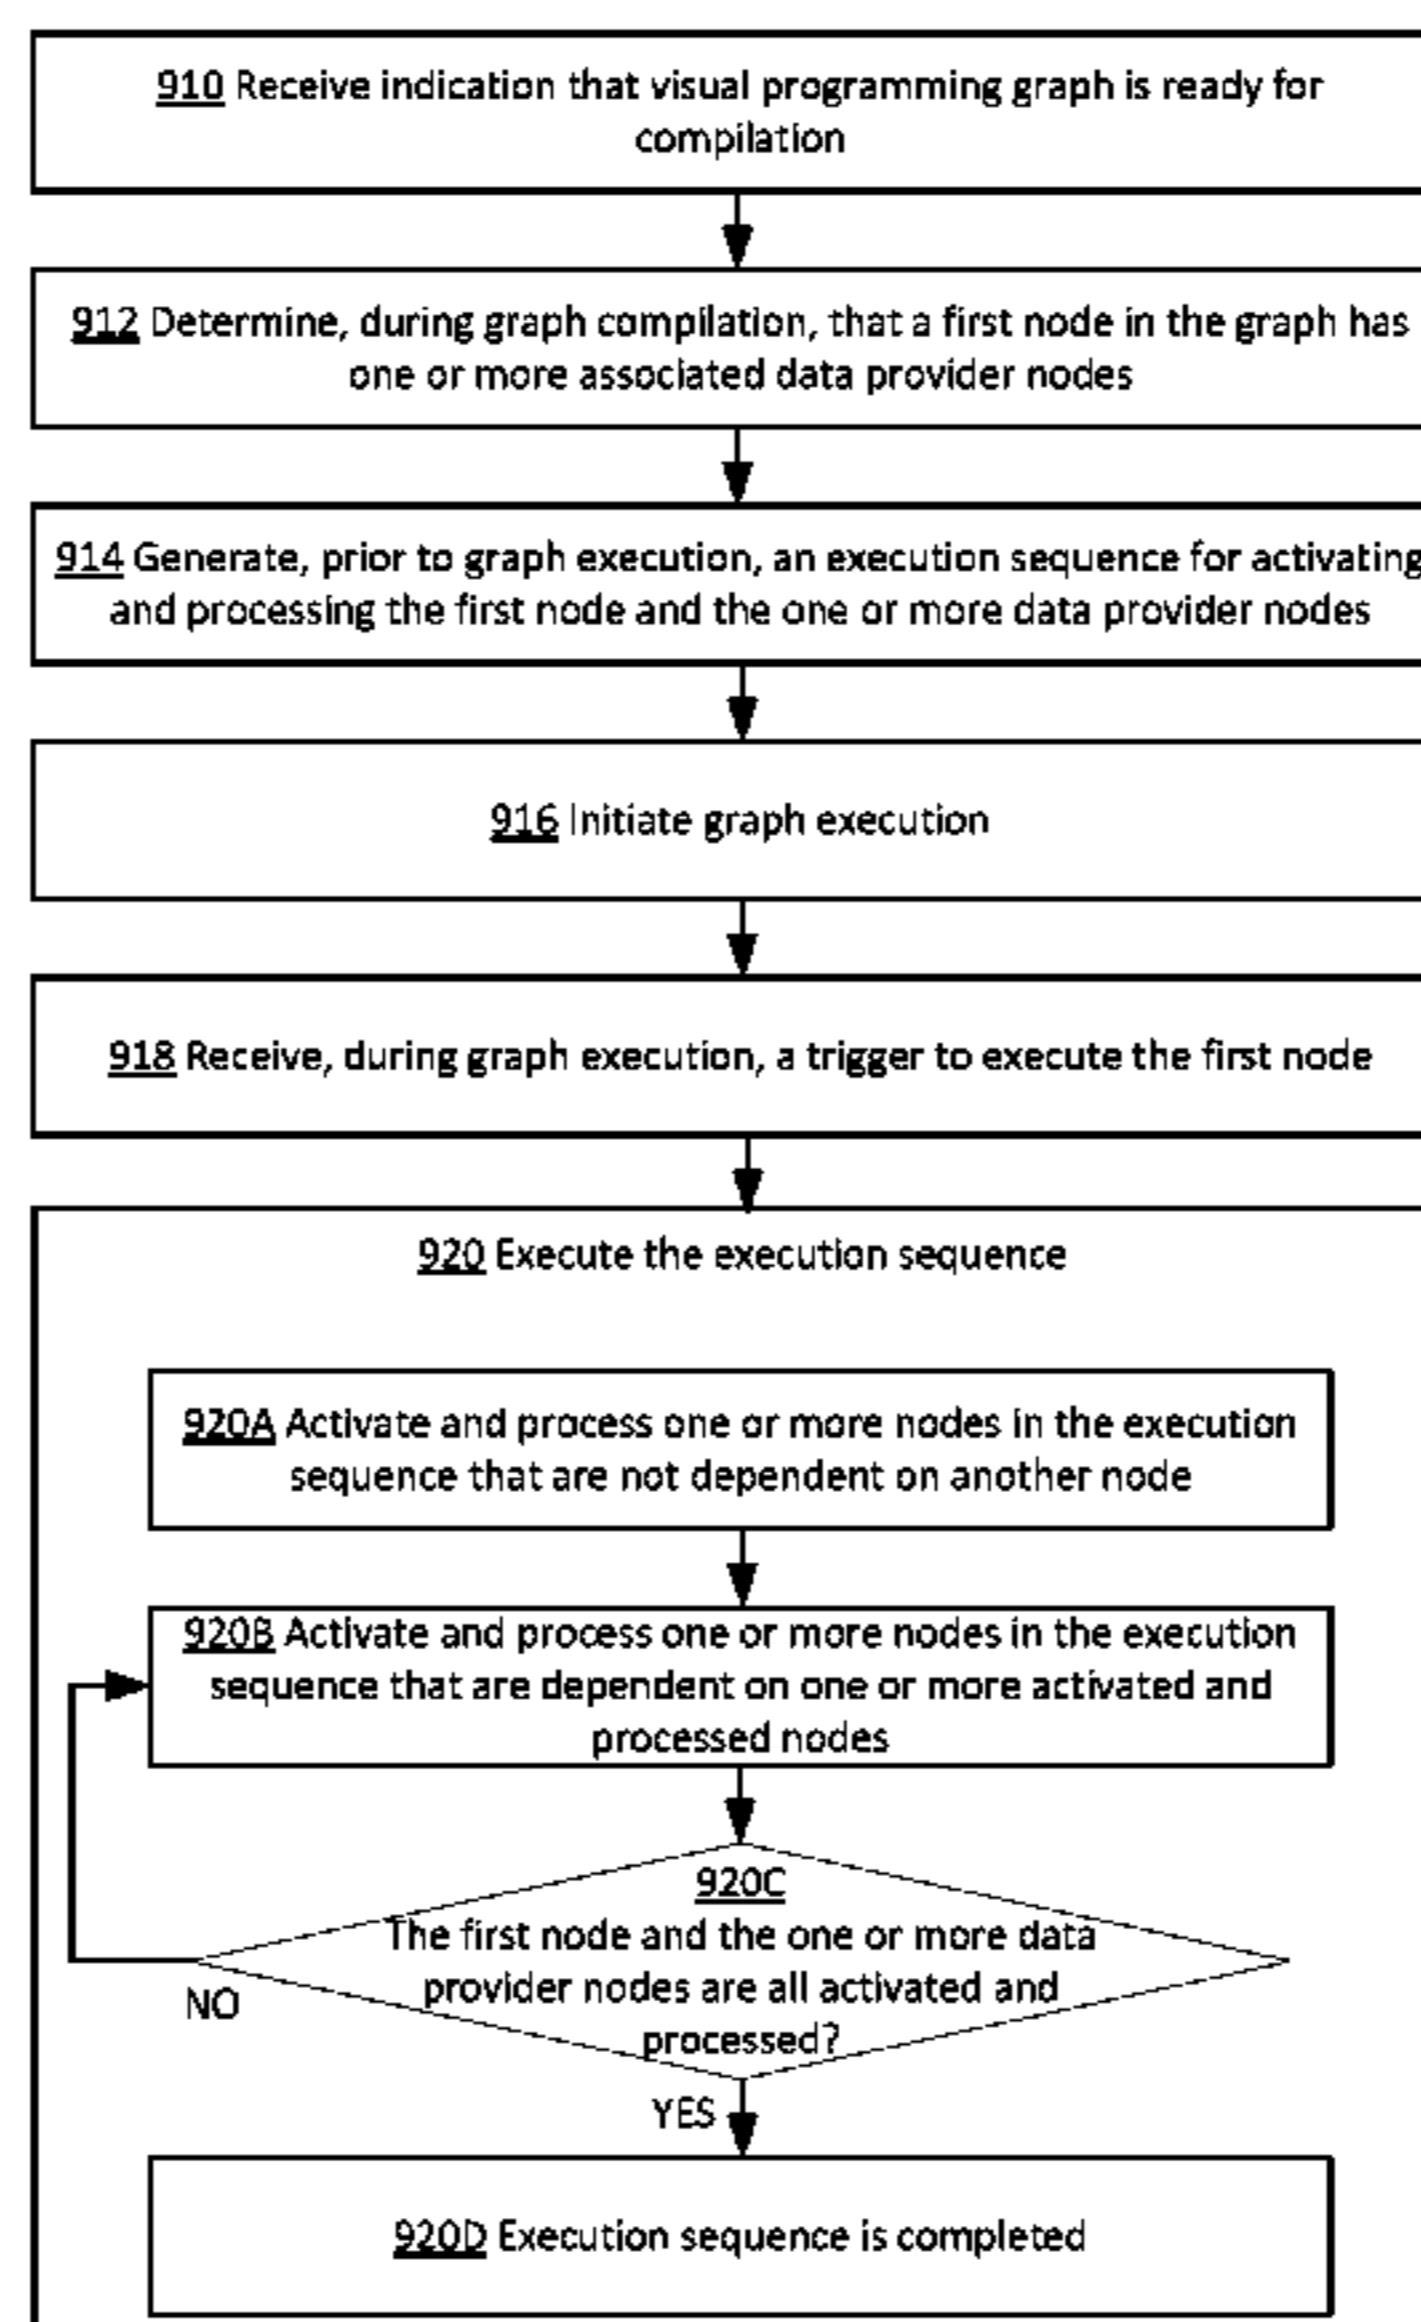 910 Receive indication that visual programming graph is ready for
compilation
912 Determine, during graph compilation, that a first node in the graph has
one or more associated data provider nodes
914 Generate, prior to graph execution, an execution sequence for activating
and processing the first node and the one or more data provider nodes
916 Initiate graph execution
918 Receive, during graph execution, a trigger to execute the first node
920 Execute the execution sequence
920A Activate and process one or more nodes in the execution
sequence that are not dependent on another node
920B Activate and process one or more nodes in the execution
sequence that are dependent on one or more activated and
processed nodes
920C
The first node and the one or more data
provider nodes are all activated and
processed?
NO
YES
920D Execution sequence is completed